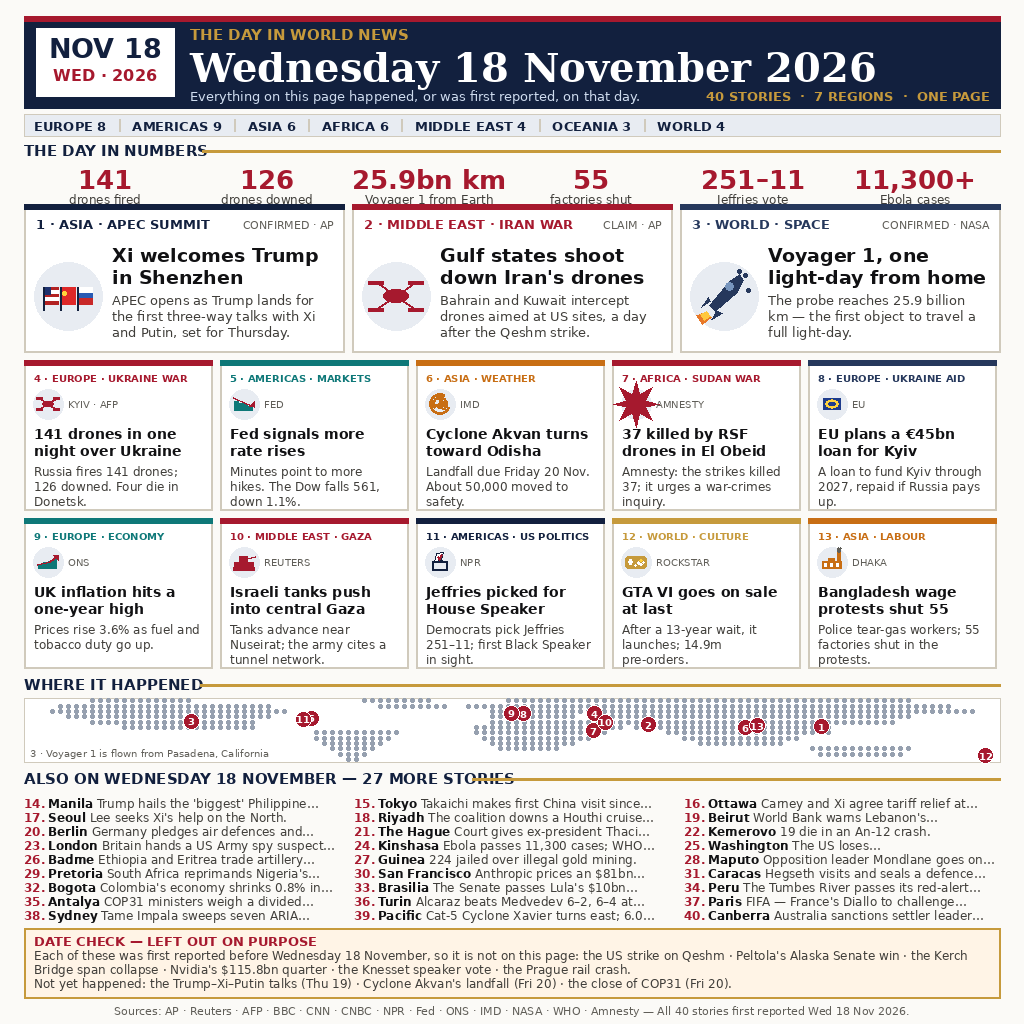 NOV 18
WED · 2026
THE DAY IN WORLD NEWS
Wednesday 18 November 2026
Everything on this page happened, or was first reported, on that day.
40 STORIES · 7 REGIONS · ONE PAGE
EUROPE 8 | AMERICAS 9 | ASIA 6 | AFRICA 6 | MIDDLE EAST 4 | OCEANIA 3 | WORLD 4
THE DAY IN NUMBERS
141
drones fired
126
drones downed
25.9bn km
Voyager 1 from Earth
55
factories shut
251–11
Jeffries vote
11,300+
Ebola cases
1 · ASIA · APEC SUMMIT
CONFIRMED · AP
Xi welcomes Trump
in Shenzhen
APEC opens as Trump lands for
the first three-way talks with Xi
and Putin, set for Thursday.
2 · MIDDLE EAST · IRAN WAR
CLAIM · AP
Gulf states shoot
down Iran's drones
Bahrain and Kuwait intercept
drones aimed at US sites, a day
after the Qeshm strike.
3 · WORLD · SPACE
CONFIRMED · NASA
Voyager 1, one
light-day from home
The probe reaches 25.9 billion
km — the first object to travel a
full light-day.
4 · EUROPE · UKRAINE WAR
KYIV · AFP
141 drones in one
night over Ukraine
Russia fires 141 drones;
126 downed. Four die in
Donetsk.
5 · AMERICAS · MARKETS
FED
Fed signals more
rate rises
Minutes point to more
hikes. The Dow falls 561,
down 1.1%.
6 · ASIA · WEATHER
IMD
Cyclone Akvan turns
toward Odisha
Landfall due Friday 20 Nov.
About 50,000 moved to
safety.
7 · AFRICA · SUDAN WAR
AMNESTY
37 killed by RSF
drones in El Obeid
Amnesty: the strikes killed
37; it urges a war-crimes
inquiry.
8 · EUROPE · UKRAINE AID
EU
EU plans a €45bn
loan for Kyiv
A loan to fund Kyiv through
2027, repaid if Russia pays
up.
9 · EUROPE · ECONOMY
ONS
UK inflation hits a
one-year high
Prices rise 3.6% as fuel and
tobacco duty go up.
10 · MIDDLE EAST · GAZA
REUTERS
Israeli tanks push
into central Gaza
Tanks advance near
Nuseirat; the army cites a
tunnel network.
11 · AMERICAS · US POLITICS
NPR
Jeffries picked for
House Speaker
Democrats pick Jeffries
251–11; first Black Speaker
in sight.
12 · WORLD · CULTURE
ROCKSTAR
GTA VI goes on sale
at last
After a 13-year wait, it
launches; 14.9m
pre-orders.
13 · ASIA · LABOUR
DHAKA
Bangladesh wage
protests shut 55
Police tear-gas workers; 55
factories shut in the
protests.
WHERE IT HAPPENED
3 11 9 8 4 10 7 2 6 13 1 12
3 · Voyager 1 is flown from Pasadena, California
ALSO ON WEDNESDAY 18 NOVEMBER — 27 MORE STORIES
14. Manila Trump hails the 'biggest' Philippine…
15. Tokyo Takaichi makes first China visit since…
16. Ottawa Carney and Xi agree tariff relief at…
17. Seoul Lee seeks Xi's help on the North.
18. Riyadh The coalition downs a Houthi cruise…
19. Beirut World Bank warns Lebanon's…
20. Berlin Germany pledges air defences and…
21. The Hague Court gives ex-president Thaci…
22. Kemerovo 19 die in an An-12 crash.
23. London Britain hands a US Army spy suspect…
24. Kinshasa Ebola passes 11,300 cases; WHO…
25. Washington The US loses…
26. Badme Ethiopia and Eritrea trade artillery…
27. Guinea 224 jailed over illegal gold mining.
28. Maputo Opposition leader Mondlane goes on…
29. Pretoria South Africa reprimands Nigeria's…
30. San Francisco Anthropic prices an $81bn…
31. Caracas Hegseth visits and seals a defence…
32. Bogota Colombia's economy shrinks 0.8% in…
33. Brasilia The Senate passes Lula's $10bn…
34. Peru The Tumbes River passes its red-alert…
35. Antalya COP31 ministers weigh a divided…
36. Turin Alcaraz beats Medvedev 6–2, 6–4 at…
37. Paris FIFA — France's Diallo to challenge…
38. Sydney Tame Impala sweeps seven ARIA…
39. Pacific Cat-5 Cyclone Xavier turns east; 6.0…
40. Canberra Australia sanctions settler leader…
DATE CHECK — LEFT OUT ON PURPOSE
Each of these was first reported before Wednesday 18 November, so it is not on this page: the US strike on Qeshm · Peltola's Alaska Senate win · the Kerch
Bridge span collapse · Nvidia's $115.8bn quarter · the Knesset speaker vote · the Prague rail crash.
Not yet happened: the Trump–Xi–Putin talks (Thu 19) · Cyclone Akvan's landfall (Fri 20) · the close of COP31 (Fri 20).
Sources: AP · Reuters · AFP · BBC · CNN · CNBC · NPR · Fed · ONS · IMD · NASA · WHO · Amnesty — All 40 stories first reported Wed 18 Nov 2026.